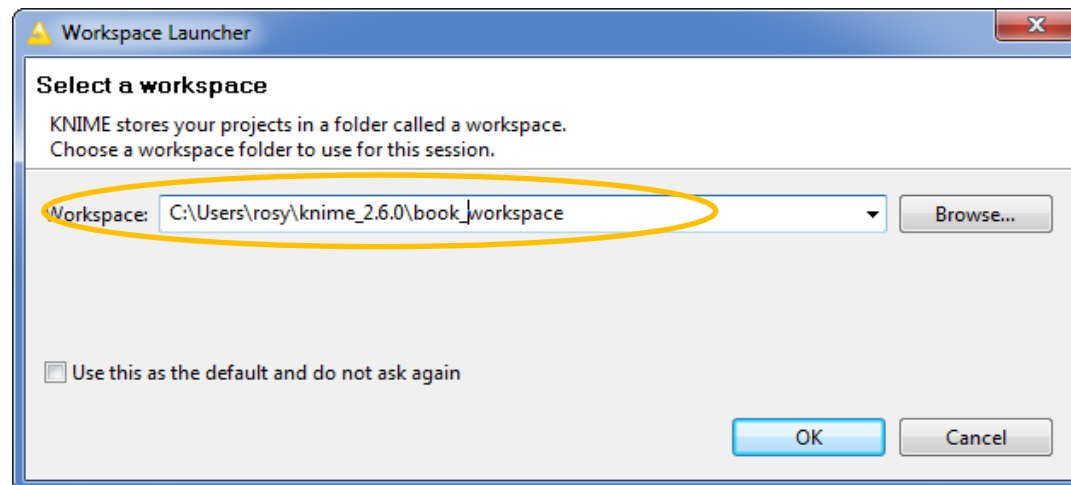 Workspace Launcher
Select a workspace
KNIME stores your projects in a folder called a workspace.
Choose a workspace folder to use for this session.
Workspace: C:\Users\rosy\knime_2.6.0\book_workspace Browse...
Use this as the default and do not ask again
OK Cancel